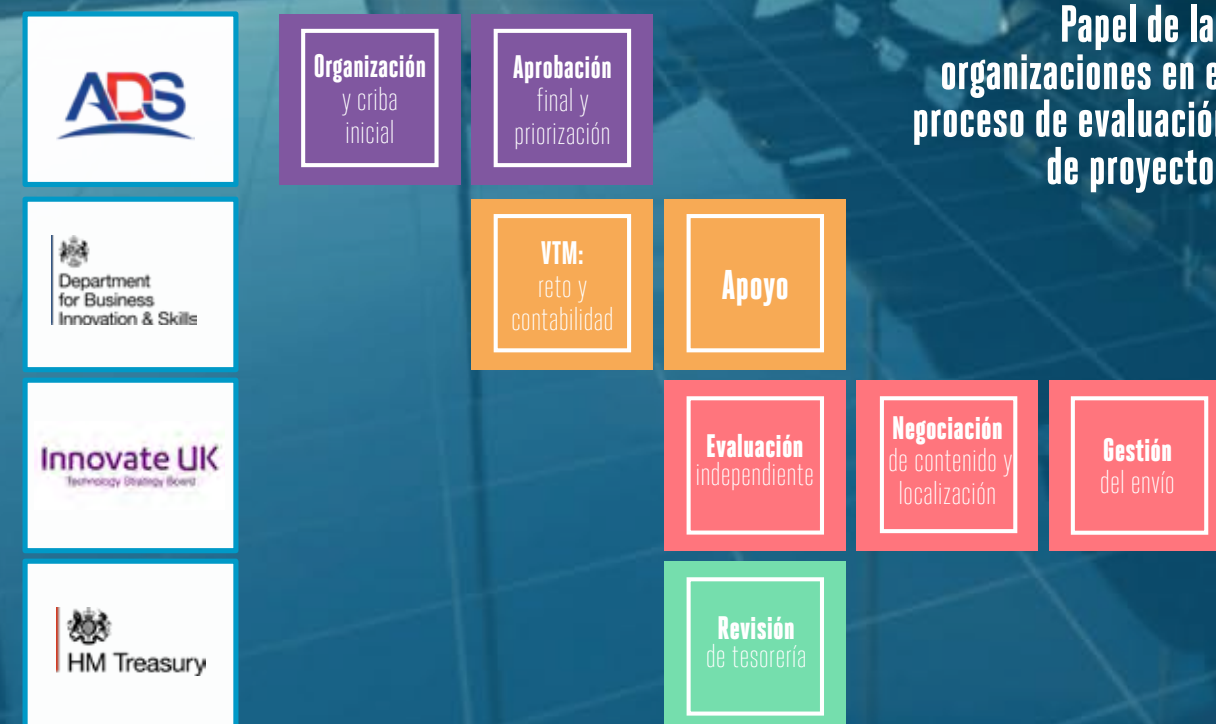 Papel de la
organizaciones en e
proceso de evaluación
de proyecto
ADS
Organización
y criba
inicial
Aprobación
final y
priorización
Department
for Business
Innovation & Skills
VTM:
reto y
contabilidad
Apoyo
Innovate UK
Technology Strategy Board
Evaluación
independiente
Negociación
de contenido y
localización
Gestión
del envío
HM Treasury
Revisión
de tesorería